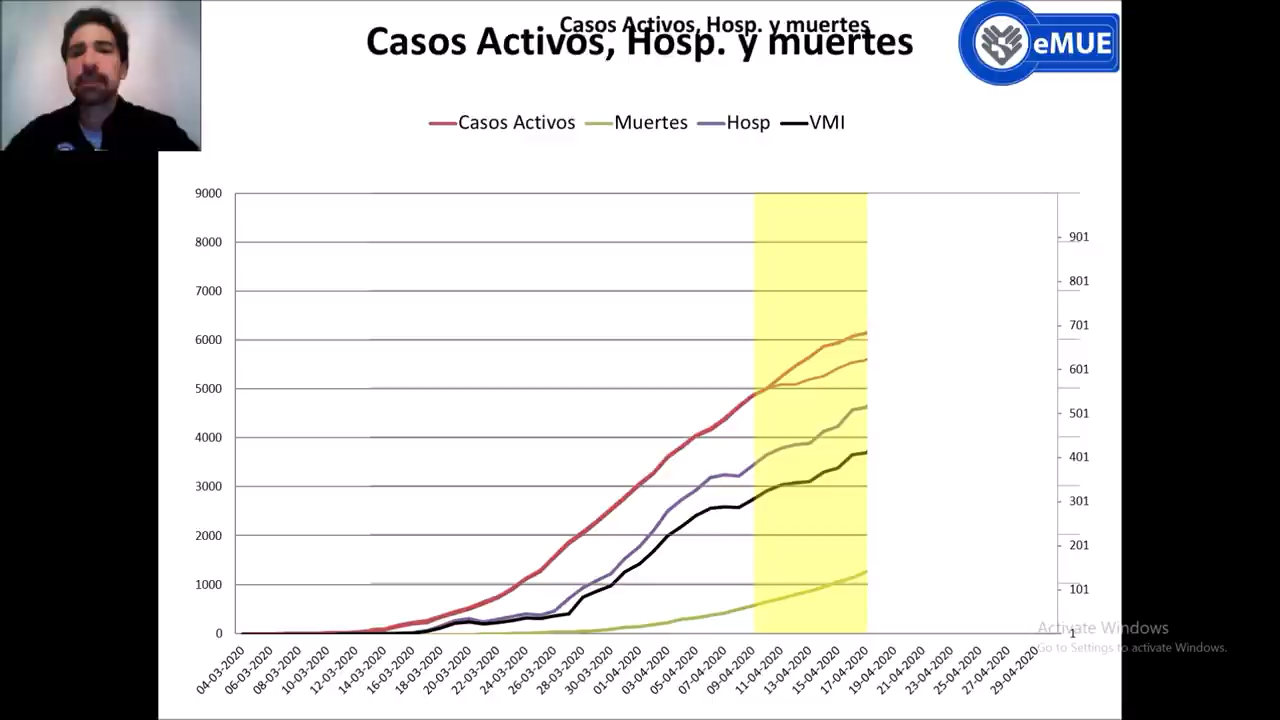 Casos Activos, Hosp. y muertes
Casos Activos, Hosp. y muertes
eMUE
Casos Activos Muertes Hosp VMI
9000
8000
7000
6000
5000
4000
3000
2000
1000
0
901
801
701
601
501
401
301
201
101
1
04-03-2020 06-03-2020 08-03-2020 10-03-2020 12-03-2020 14-03-2020 16-03-2020 18-03-2020 20-03-2020 22-03-2020 24-03-2020 26-03-2020 28-03-2020 30-03-2020 01-04-2020 03-04-2020 05-04-2020 07-04-2020 09-04-2020 11-04-2020 13-04-2020 15-04-2020 17-04-2020 19-04-2020 21-04-2020 23-04-2020 25-04-2020 27-04-2020 29-04-2020
Activate Windows
Go to Settings to activate Windows.